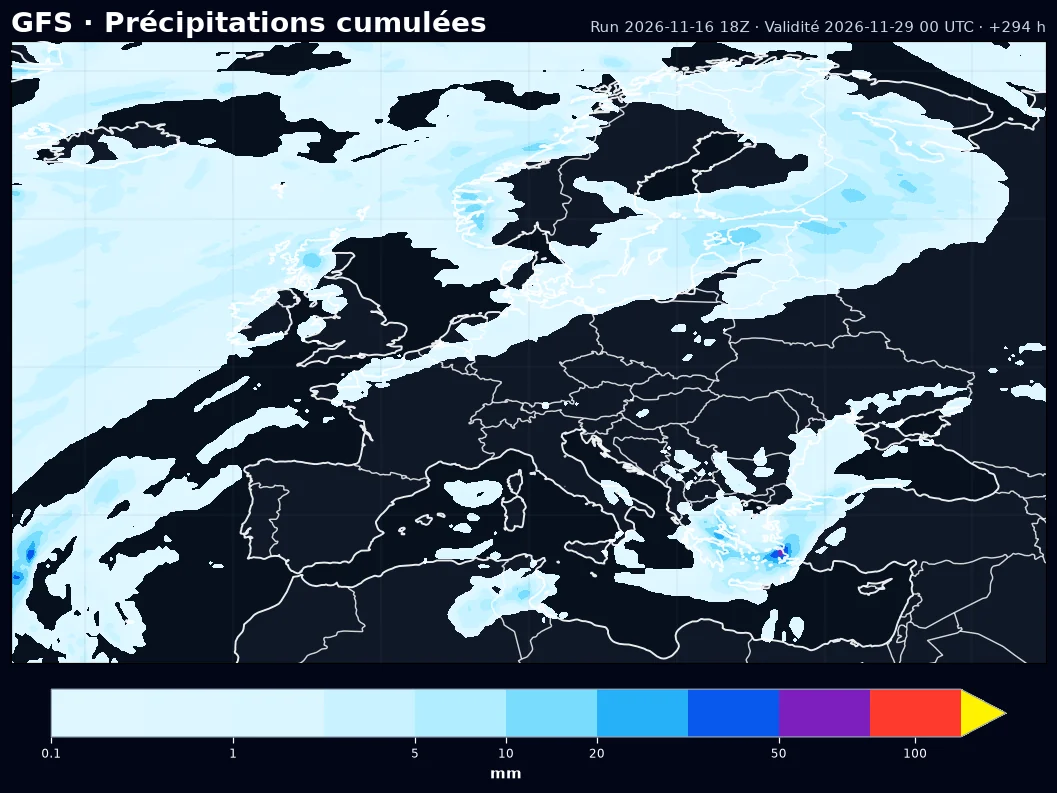 GFS · Précipitations cumulées
Run 2026-11-16 18Z · Validité 2026-11-29 00 UTC · +294 h
0.1 1 5 10 20 50 100
mm